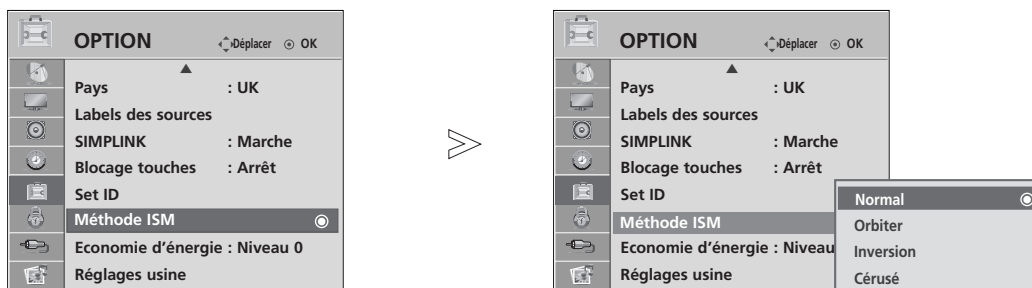 OPTION
Déplacer OK
Pays : UK
Labels des sources
SIMPLINK : Marche
Blocage touches : Arrêt
Set ID
Méthode ISM
Economie d'énergie : Niveau 0
Réglages usine
OPTION
Déplacer OK
Pays : UK
Labels des sources
SIMPLINK : Marche
Blocage touches : Arrêt
Set ID
Méthode ISM
Economie d'énergie : Niveau
Réglages usine
Normal
Orbiter
Inversion
Cérusé